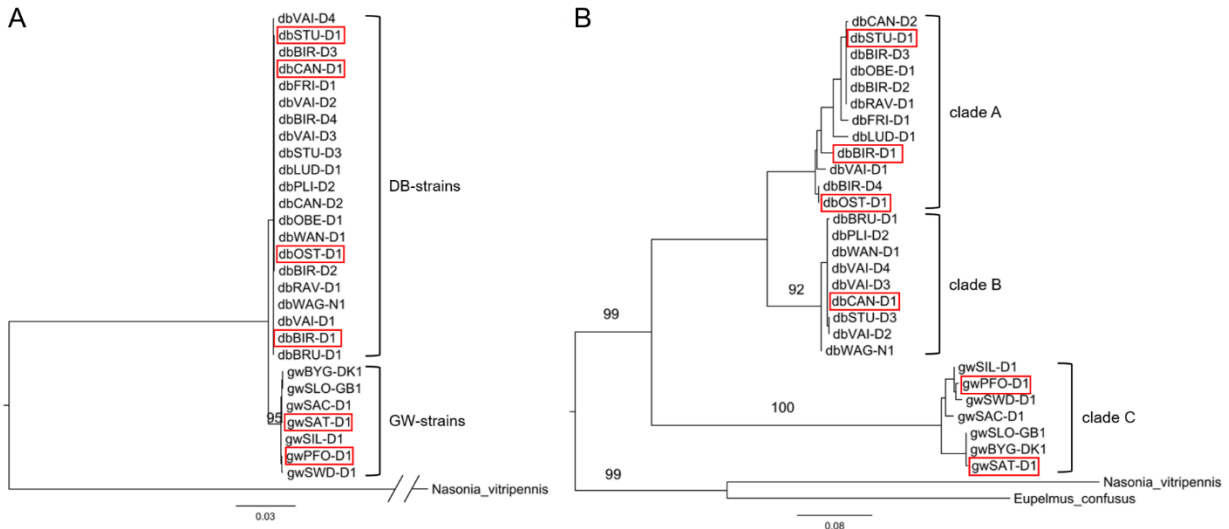 A
dbVAI-D4
dbSTU-D1
dbBIR-D3
dbCAN-D1
dbFRI-D1
dbVAI-D2
dbBIR-D4
dbVAI-D3
dbSTU-D3
dbLUD-D1
dbPLI-D2
dbCAN-D2
dbOBE-D1
dbWAN-D1
dbOST-D1
dbBIR-D2
dbRAV-D1
dbWAG-N1
dbVAI-D1
dbBIR-D1
dbBRU-D1
DB-strains
gwBYG-DK1
gwSLO-GB1
gwSAC-D1
95
gwSAT-D1
gwSIL-D1
gwPFO-D1
gwSWD-D1
GW-strains
Nasonia_vitripennis
0.03
B
dbCAN-D2
dbSTU-D1
dbBIR-D3
dbOBE-D1
dbBIR-D2
dbRAV-D1
dbFRI-D1
dbLUD-D1
dbBIR-D1
dbVAI-D1
dbBIR-D4
dbOST-D1
clade A
dbBRU-D1
dbPLI-D2
dbWAN-D1
dbVAI-D4
dbVAI-D3
92
dbCAN-D1
dbSTU-D3
dbVAI-D2
dbWAG-N1
clade B
99
gwSIL-D1
gwPFO-D1
gwSWD-D1
100
gwSAC-D1
gwSLO-GB1
gwBYG-DK1
gwSAT-D1
clade C
99
Nasonia_vitripennis
Eupelmus_confusus
0.08